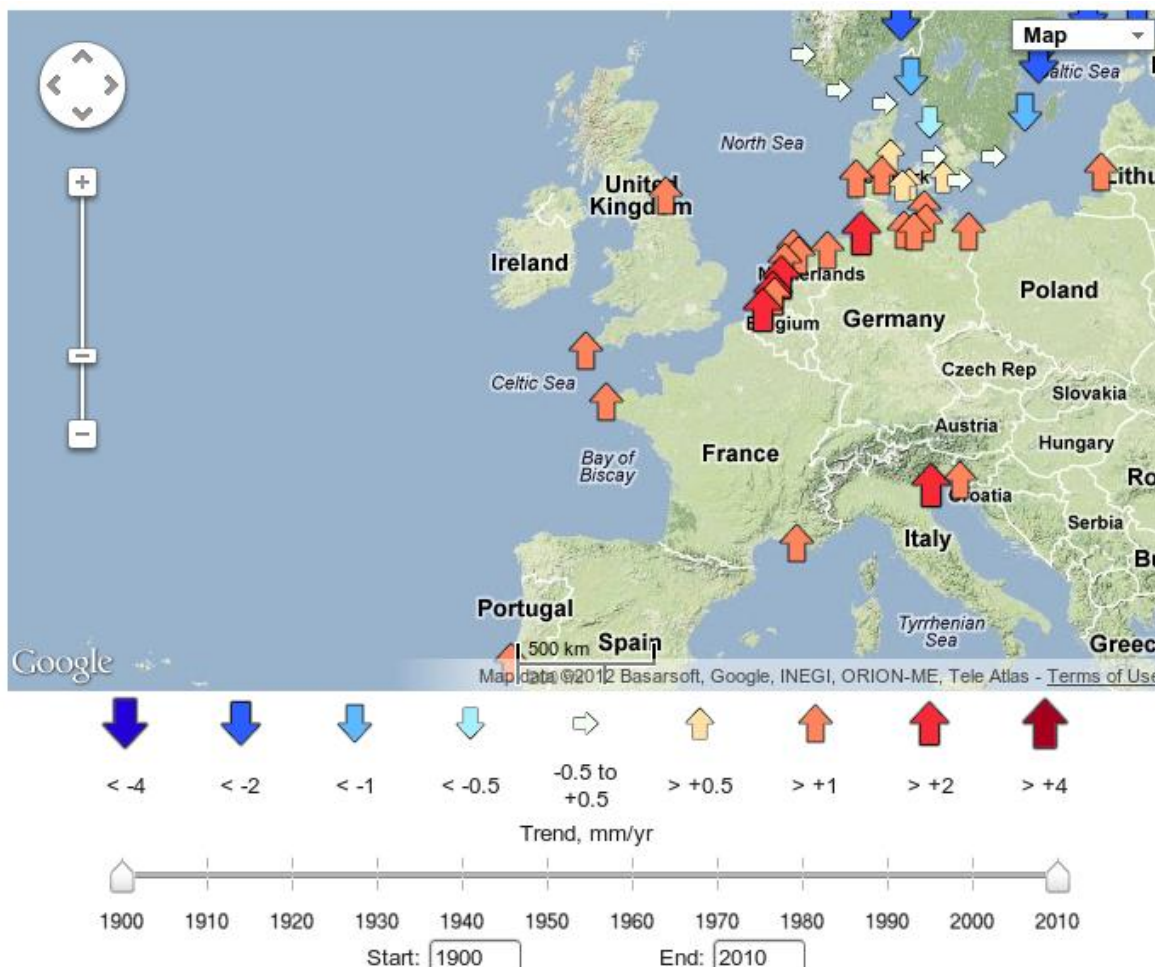 Map
Baltic Sea
North Sea
United
Kingdom
Lithu
Ireland
Netherlands
Poland
Belgium
Germany
Celtic Sea
Czech Rep
Slovakia
Austria
Hungary
France
Bay of
Biscay
Ro
Croatia
Serbia
Italy
Bu
Portugal
Tyrrhenian
Sea
Spain
Greec
500 km
Google
Map data ©2012 Basarsoft, Google, INEGI, ORION-ME, Tele Atlas - Terms of Use
< -4
< -2
< -1
< -0.5
-0.5 to
+0.5
> +0.5
> +1
> +2
> +4
Trend, mm/yr
1900 1910 1920 1930 1940 1950 1960 1970 1980 1990 2000 2010
Start: 1900 End: 2010